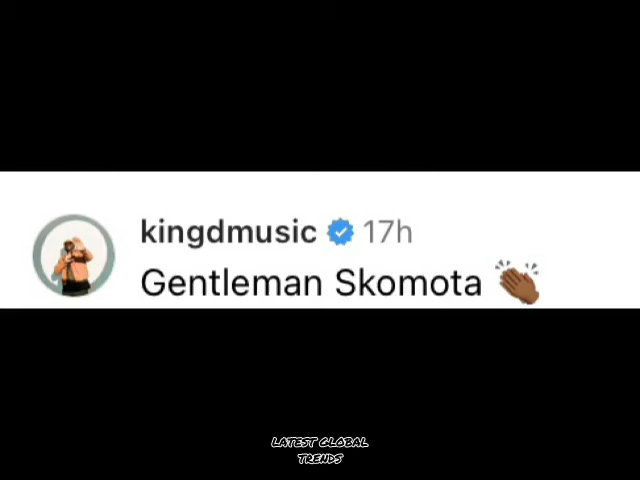 kingdmusic 17h
Gentleman Skomota 👏🏾
LATEST GLOBAL
TRENDS